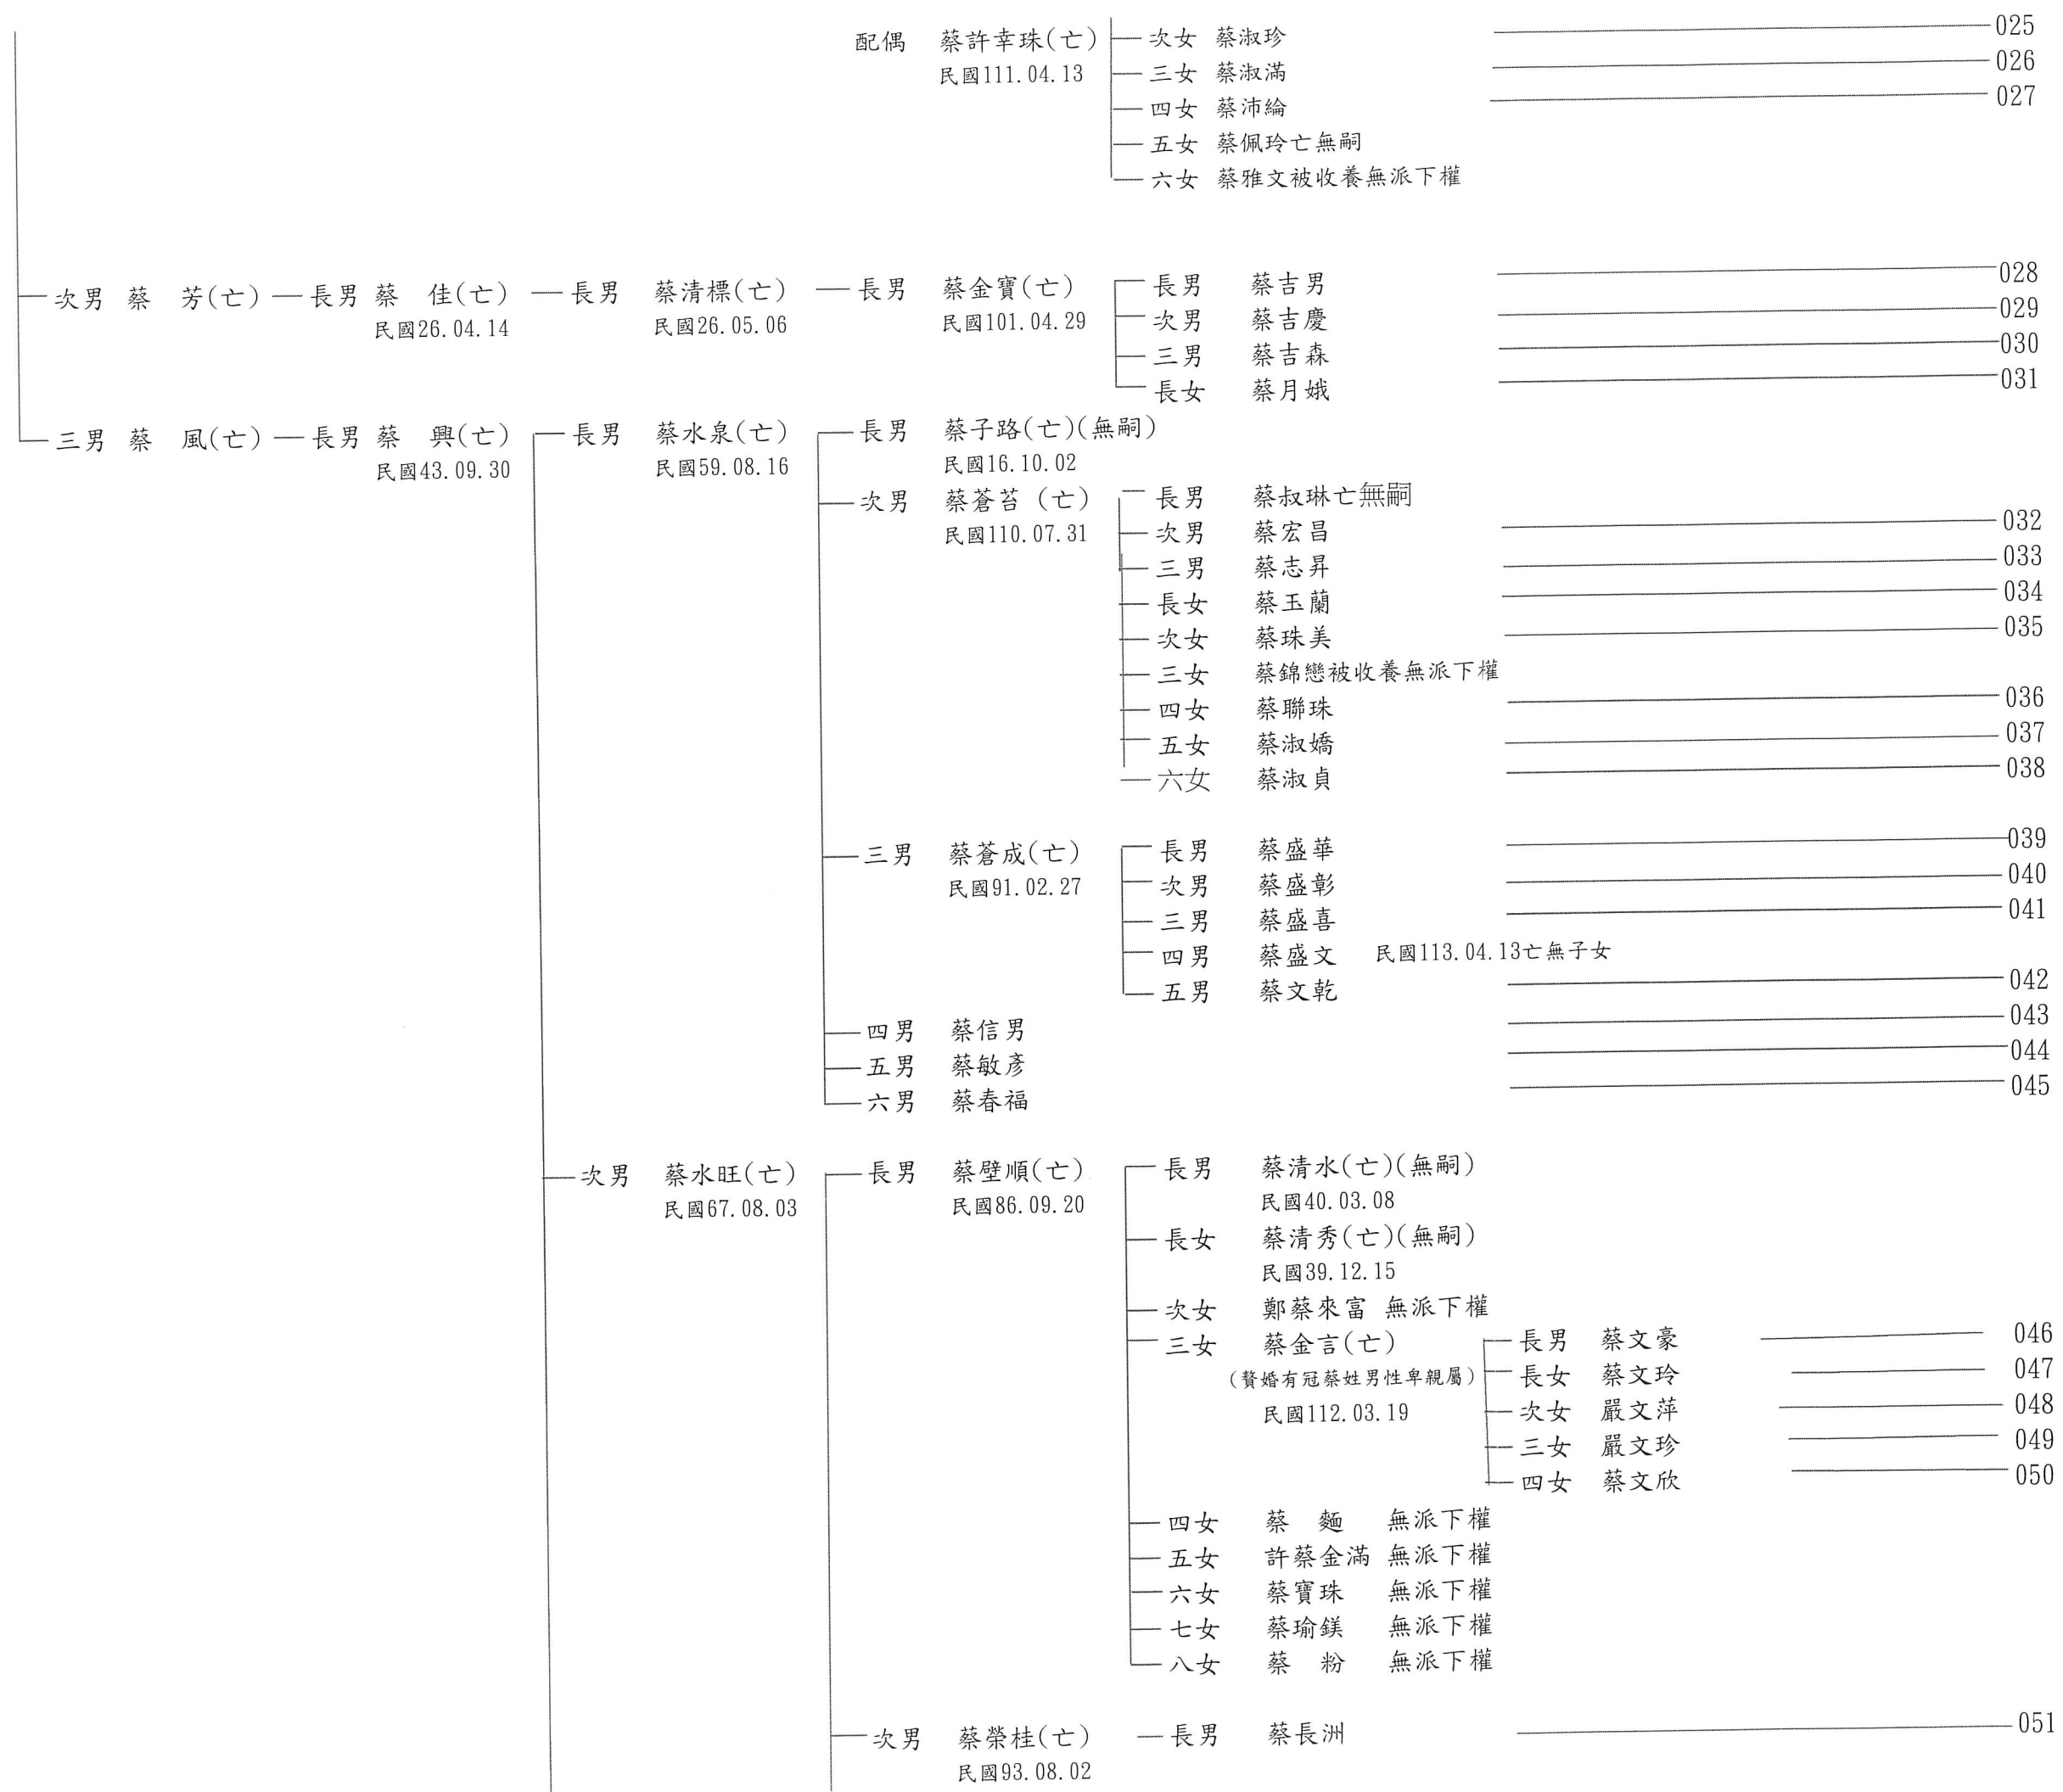 配偶 蔡許幸珠(亡) 次女 蔡淑珍 025
民國111.04.13 三女 蔡淑滿 026
四女 蔡沛綸 027
五女 蔡佩玲亡無嗣
六女 蔡雅文被收養無派下權
次男 蔡 芳(亡) 長男 蔡 佳(亡) 長男 蔡清標(亡) 長男 蔡金寶(亡) 長男 蔡吉男 028
民國26.04.14 民國26.05.06 民國101.04.29 次男 蔡吉慶 029
三男 蔡吉森 030
長女 蔡月娥 031
三男 蔡 風(亡) 長男 蔡 興(亡) 長男 蔡水泉(亡) 長男 蔡子路(亡)(無嗣)
民國43.09.30 民國59.08.16 民國16.10.02
次男 蔡蒼苔(亡) 長男 蔡叔琳亡無嗣
民國110.07.31 次男 蔡宏昌 032
三男 蔡志昇 033
長女 蔡玉蘭 034
次女 蔡珠美 035
三女 蔡錦戀被收養無派下權
四女 蔡聯珠 036
五女 蔡淑嬌 037
六女 蔡淑貞 038
三男 蔡蒼成(亡) 長男 蔡盛華 039
民國91.02.27 次男 蔡盛彰 040
三男 蔡盛喜 041
四男 蔡盛文 民國113.04.13亡無子女
五男 蔡文乾 042
四男 蔡信男 043
五男 蔡敏彥 044
六男 蔡春福 045
次男 蔡水旺(亡) 長男 蔡壁順(亡) 長男 蔡清水(亡)(無嗣)
民國67.08.03 民國86.09.20 民國40.03.08
長女 蔡清秀(亡)(無嗣)
民國39.12.15
次女 鄭蔡來富 無派下權
三女 蔡金言(亡) 長男 蔡文豪 046
(贅婚有冠蔡姓男性卑親屬) 長女 蔡文玲 047
民國112.03.19 次女 嚴文萍 048
三女 嚴文珍 049
四女 蔡文欣 050
四女 蔡 麵 無派下權
五女 許蔡金滿 無派下權
六女 蔡寶珠 無派下權
七女 蔡瑜鎂 無派下權
八女 蔡 粉 無派下權
次男 蔡榮桂(亡) 長男 蔡長洲 051
民國93.08.02